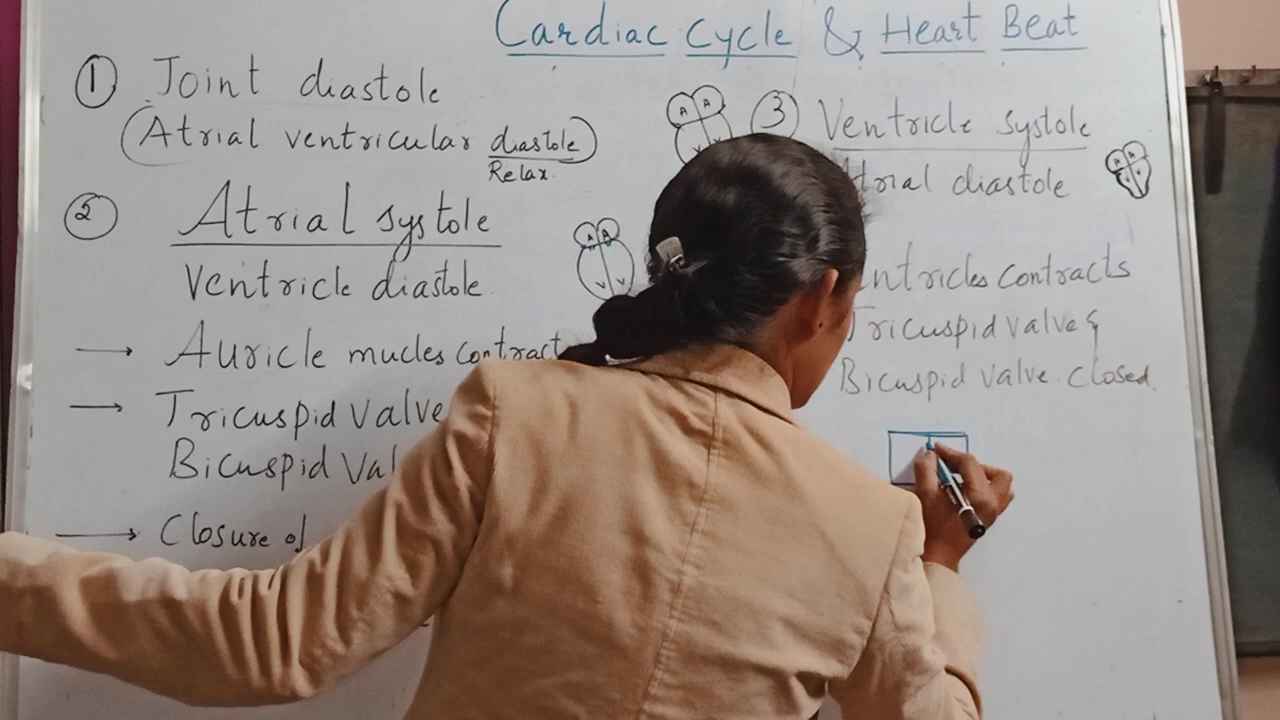 Cardiac Cycle & Heart Beat
① Joint diastole
(Atrial ventricular diastole)
Relax.
② Atrial systole
Ventricle diastole.
→ Auricle mucles contract
→ Tricuspid valve
Bicuspid Val
→ Closure of
A A
V
A A
V V
③ Ventricle systole
trial diastole
A A
V V
ntricles contracts
Tricuspid valve &
Bicuspid valve closed.